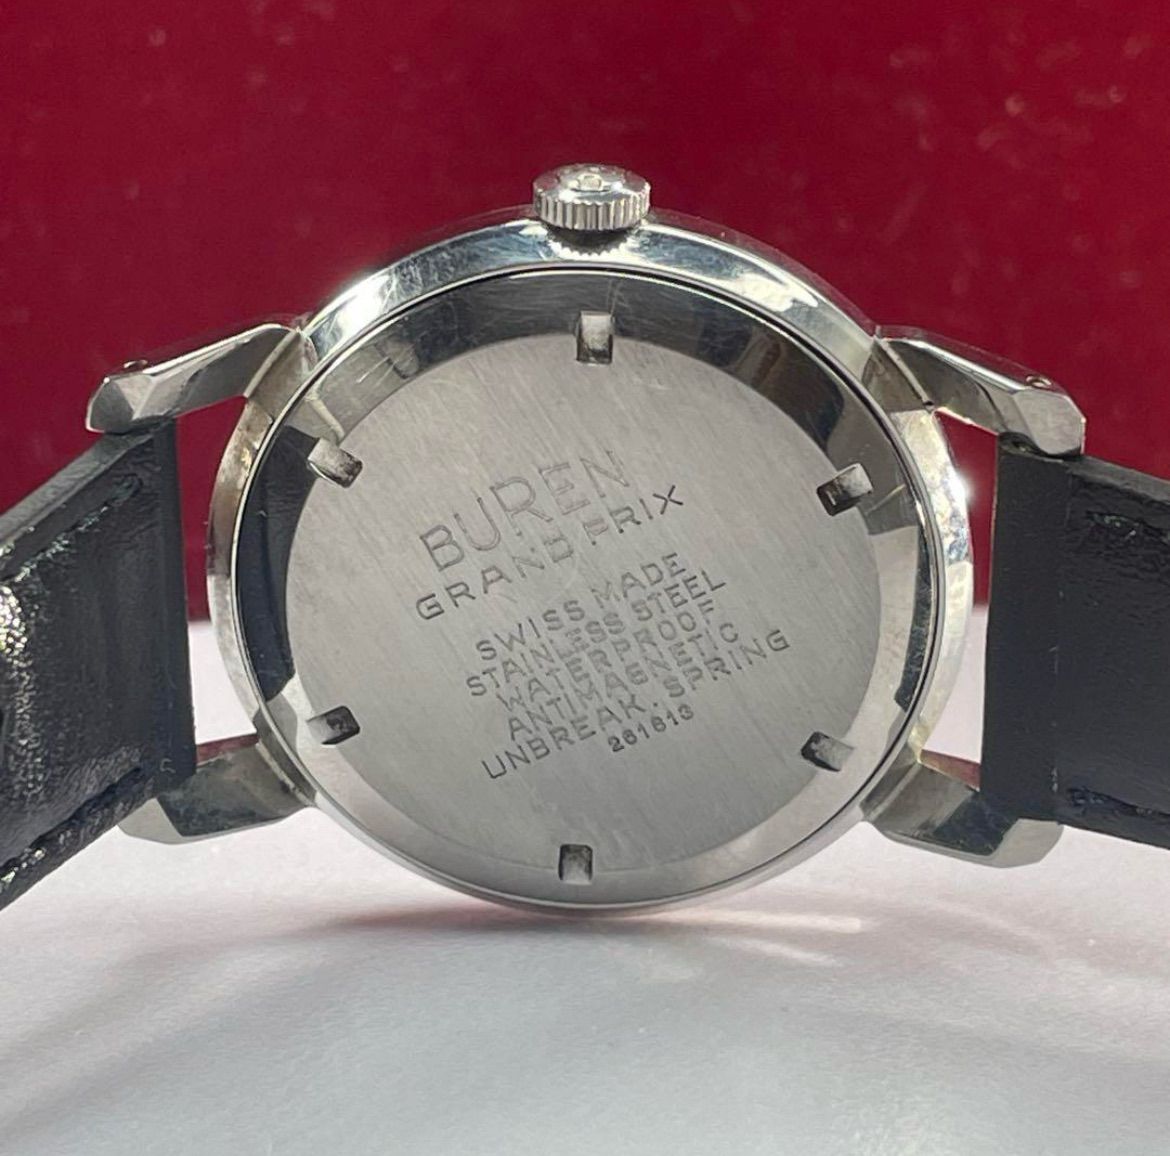 BUREN
GRAND PRIX
SWISS MADE
STAINLESS STEEL
WATERPROOF
ANTIMAGNETIC
UNBREAK. SPRING
261613